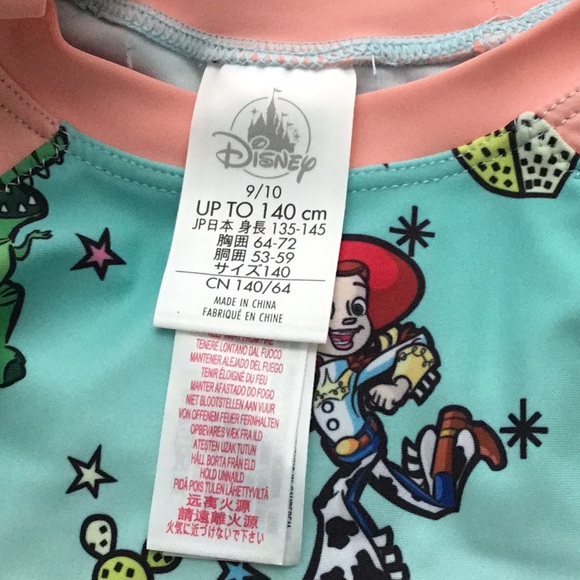 Disney
9/10
UP TO 140 cm
JP日本 身長 135-145
胸囲 64-72
胴囲 53-59
サイズ140
CN 140/64
MADE IN CHINA
FABRIQUÉ EN CHINE
TENERE LONTANO DAL FUOCO
MANTENER ALEJADO DEL FUEGO
TENIR ÉLOIGNÉ DU FEU
MANTER AFASTADO DO FOGO
NIET BLOOTSTELLEN AAN VUUR
VON OFFENEM FEUER FERNHALTEN
OPBEVARES VÆK FRA ILD
ATEŞTEN UZAK TUTUN
HÅLL BORTA FRÅN ELD
HOLD UNNAILD
PIDÄ POIS TULEN LÄHETTYVILTÄ
远离火源
請遠離火源
火気に近づけないで下さい